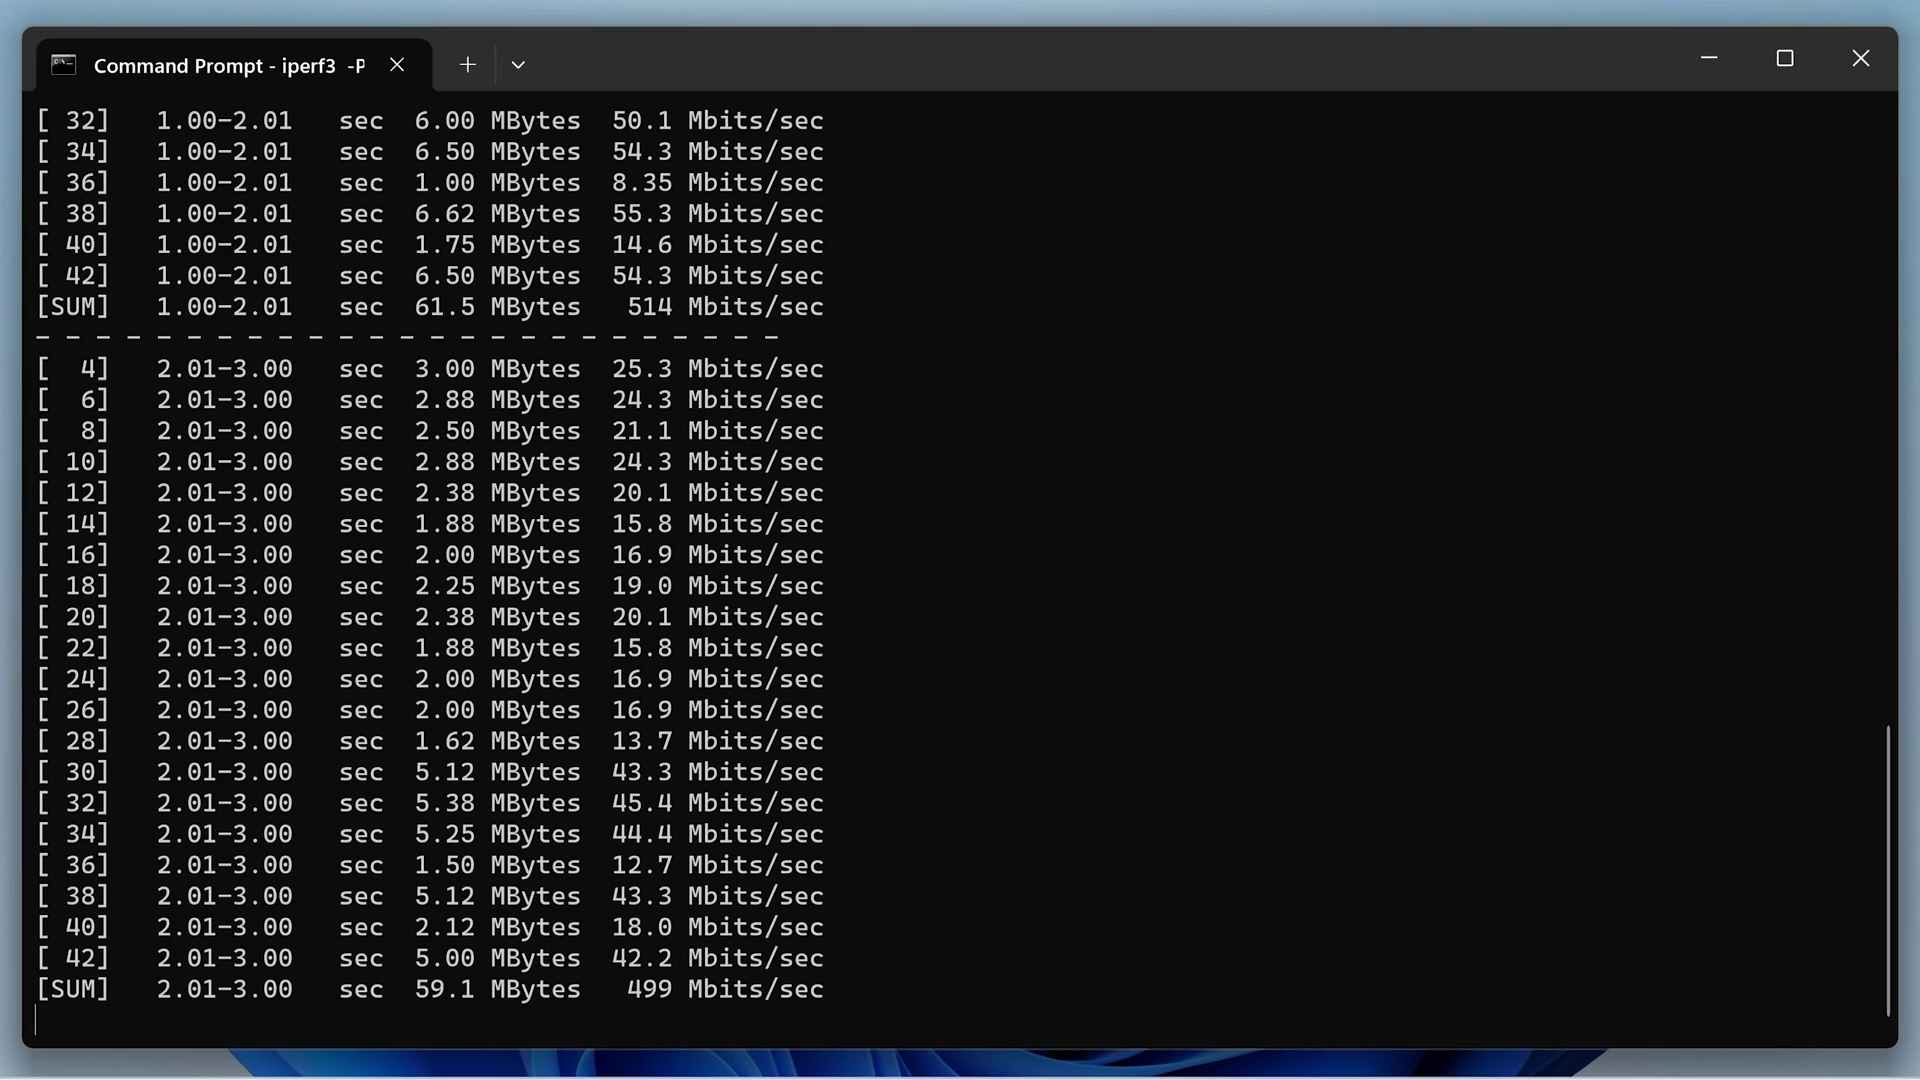 Command Prompt - iperf3 -P
[ 32]   1.00-2.01   sec  6.00 MBytes  50.1 Mbits/sec
[ 34]   1.00-2.01   sec  6.50 MBytes  54.3 Mbits/sec
[ 36]   1.00-2.01   sec  1.00 MBytes  8.35 Mbits/sec
[ 38]   1.00-2.01   sec  6.62 MBytes  55.3 Mbits/sec
[ 40]   1.00-2.01   sec  1.75 MBytes  14.6 Mbits/sec
[ 42]   1.00-2.01   sec  6.50 MBytes  54.3 Mbits/sec
[SUM]   1.00-2.01   sec  61.5 MBytes   514 Mbits/sec
- - - - - - - - - - - - - - - - - - - - - - - - -
[  4]   2.01-3.00   sec  3.00 MBytes  25.3 Mbits/sec
[  6]   2.01-3.00   sec  2.88 MBytes  24.3 Mbits/sec
[  8]   2.01-3.00   sec  2.50 MBytes  21.1 Mbits/sec
[ 10]   2.01-3.00   sec  2.88 MBytes  24.3 Mbits/sec
[ 12]   2.01-3.00   sec  2.38 MBytes  20.1 Mbits/sec
[ 14]   2.01-3.00   sec  1.88 MBytes  15.8 Mbits/sec
[ 16]   2.01-3.00   sec  2.00 MBytes  16.9 Mbits/sec
[ 18]   2.01-3.00   sec  2.25 MBytes  19.0 Mbits/sec
[ 20]   2.01-3.00   sec  2.38 MBytes  20.1 Mbits/sec
[ 22]   2.01-3.00   sec  1.88 MBytes  15.8 Mbits/sec
[ 24]   2.01-3.00   sec  2.00 MBytes  16.9 Mbits/sec
[ 26]   2.01-3.00   sec  2.00 MBytes  16.9 Mbits/sec
[ 28]   2.01-3.00   sec  1.62 MBytes  13.7 Mbits/sec
[ 30]   2.01-3.00   sec  5.12 MBytes  43.3 Mbits/sec
[ 32]   2.01-3.00   sec  5.38 MBytes  45.4 Mbits/sec
[ 34]   2.01-3.00   sec  5.25 MBytes  44.4 Mbits/sec
[ 36]   2.01-3.00   sec  1.50 MBytes  12.7 Mbits/sec
[ 38]   2.01-3.00   sec  5.12 MBytes  43.3 Mbits/sec
[ 40]   2.01-3.00   sec  2.12 MBytes  18.0 Mbits/sec
[ 42]   2.01-3.00   sec  5.00 MBytes  42.2 Mbits/sec
[SUM]   2.01-3.00   sec  59.1 MBytes   499 Mbits/sec